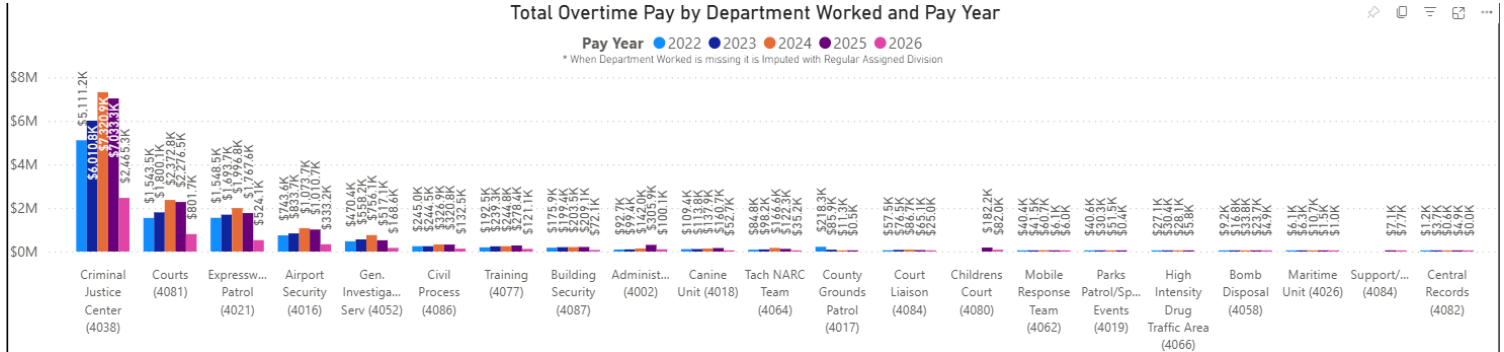 Total Overtime Pay by Department Worked and Pay Year
Pay Year 2022 2023 2024 2025 2026
* When Department Worked is missing it is Imputed with Regular Assigned Division
$8M
$6M
$4M
$2M
$0M
$5,111.2K
$6,010.8K
$7,320.9K
$7,033.3K
$2,465.3K
$1,543.5K
$1,800.1K
$2,372.8K
$2,276.5K
$801.7K
$1,548.5K
$1,693.7K
$1,996.8K
$1,767.6K
$524.1K
$743.6K
$833.7K
$1,073.7K
$1,010.7K
$333.2K
$470.4K
$558.2K
$756.1K
$517.1K
$168.6K
$245.0K
$244.5K
$326.9K
$320.8K
$132.5K
$192.5K
$239.3K
$244.8K
$278.4K
$121.1K
$175.9K
$199.4K
$203.5K
$209.1K
$72.1K
$92.7K
$99.4K
$142.0K
$305.9K
$100.1K
$109.4K
$113.8K
$137.9K
$160.7K
$52.7K
$84.8K
$98.2K
$166.6K
$122.3K
$35.2K
$218.3K
$85.9K
$11.3K
$0.5K
$57.5K
$76.5K
$86.7K
$65.1K
$25.0K
$182.2K
$82.0K
$40.4K
$41.5K
$60.7K
$6.1K
$6.0K
$40.6K
$30.3K
$51.5K
$0.4K
$27.1K
$30.4K
$28.1K
$5.8K
$9.2K
$16.8K
$33.8K
$23.7K
$4.9K
$6.1K
$9.3K
$10.7K
$1.5K
$1.0K
$7.1K
$7.7K
$1.2K
$3.7K
$0.6K
$4.9K
$0.0K
Criminal
Justice
Center
(4038)
Courts
(4081)
Expressw...
Patrol
(4021)
Airport
Security
(4016)
Gen.
Investiga...
Serv (4052)
Civil
Process
(4086)
Training
(4077)
Building
Security
(4087)
Administ...
(4002)
Canine
Unit (4018)
Tach NARC
Team
(4064)
County
Grounds
Patrol
(4017)
Court
Liaison
(4084)
Childrens
Court
(4080)
Mobile
Response
Team
(4062)
Parks
Patrol/Sp...
Events
(4019)
High
Intensity
Drug
Traffic Area
(4066)
Bomb
Disposal
(4058)
Maritime
Unit (4026)
Support/...
(4084)
Central
Records
(4082)